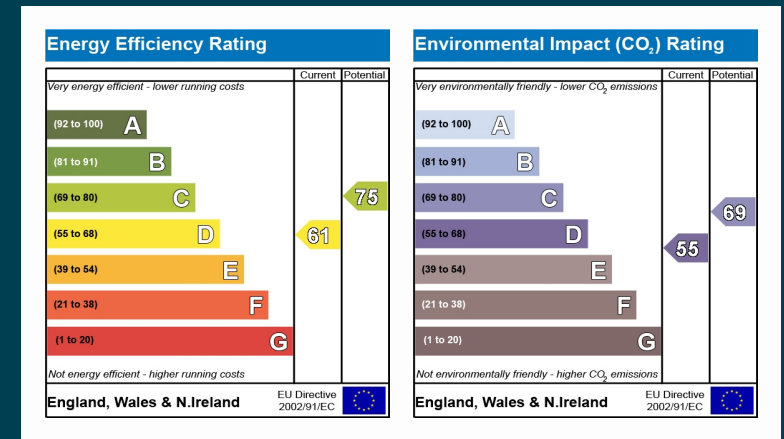 Energy Efficiency Rating
Current Potential
Very energy efficient - lower running costs
(92 to 100) A
(81 to 91) B
(69 to 80) C
75
(55 to 68) D
61
(39 to 54) E
(21 to 38) F
(1 to 20) G
Not energy efficient - higher running costs
England, Wales & N.Ireland
EU Directive
2002/91/EC
Environmental Impact (CO₂) Rating
Current Potential
Very environmentally friendly - lower CO₂ emissions
(92 to 100) A
(81 to 91) B
(69 to 80) C
69
(55 to 68) D
55
(39 to 54) E
(21 to 38) F
(1 to 20) G
Not environmentally friendly - higher CO₂ emissions
England, Wales & N.Ireland
EU Directive
2002/91/EC